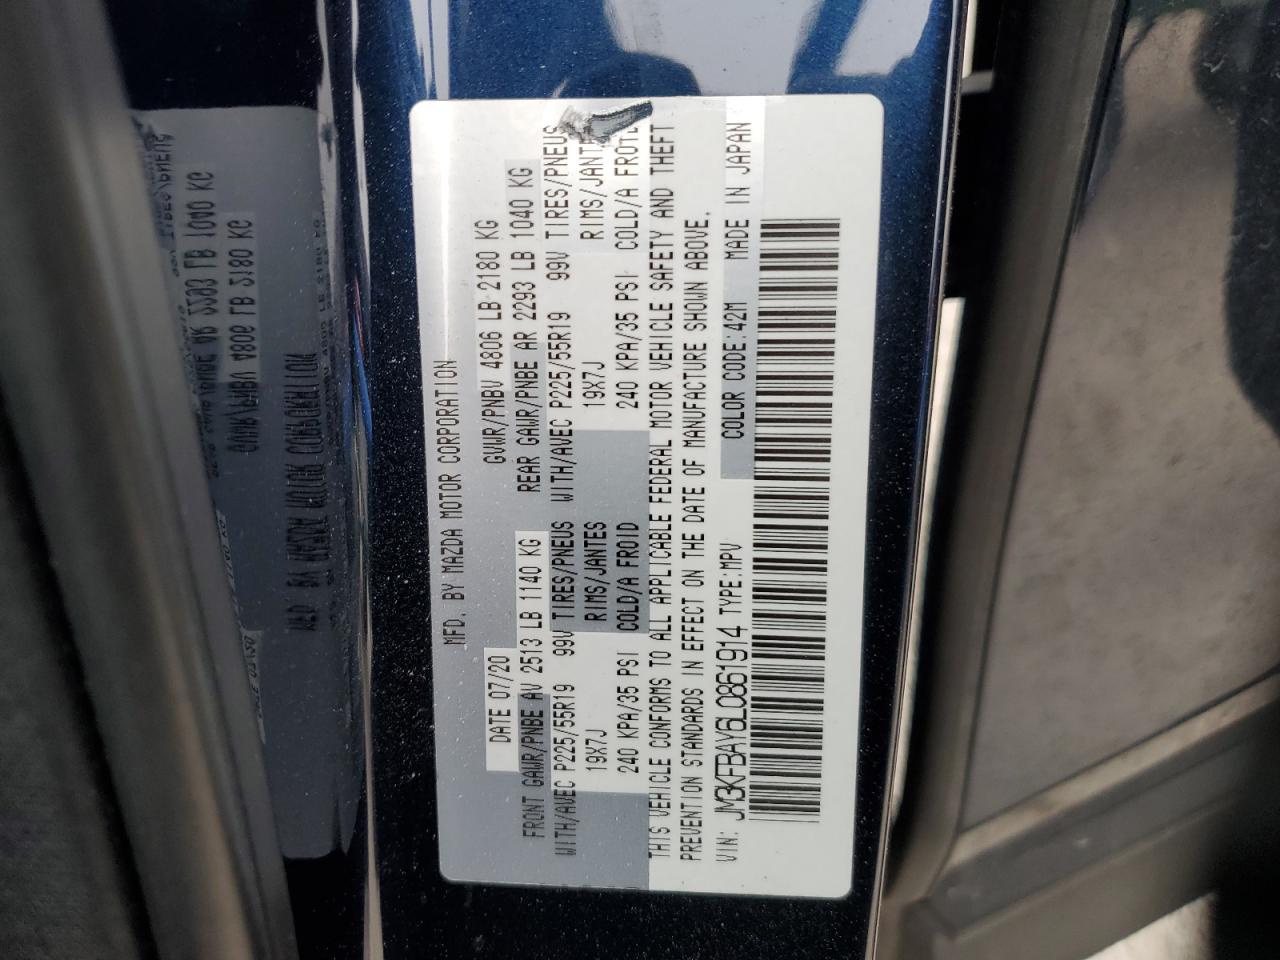 MFD. BY MAZDA MOTOR CORPORATION
DATE 07/20 GVWR/PNBV 4806 LB 2180 KG
FRONT GAWR/PNBE AV 2513 LB 1140 KG REAR GAWR/PNBE AR 2293 LB 1040 KG
WITH/AVEC P225/55R19 99V TIRES/PNEUS WITH/AVEC P225/55R19 99V TIRES/PNEUS
19X7J RIMS/JANTES 19X7J RIMS/JANTES
240 KPA/35 PSI COLD/A FROID 240 KPA/35 PSI COLD/A
THIS VEHICLE CONFORMS TO ALL APPLICABLE FEDERAL MOTOR VEHICLE SAFETY AND THEFT
PREVENTION STANDARDS IN EFFECT ON THE DATE OF MANUFACTURE SHOWN ABOVE.
VIN: JM3KFBAY6L0861914 TYPE:MPV COLOR CODE:42M MADE IN JAPAN